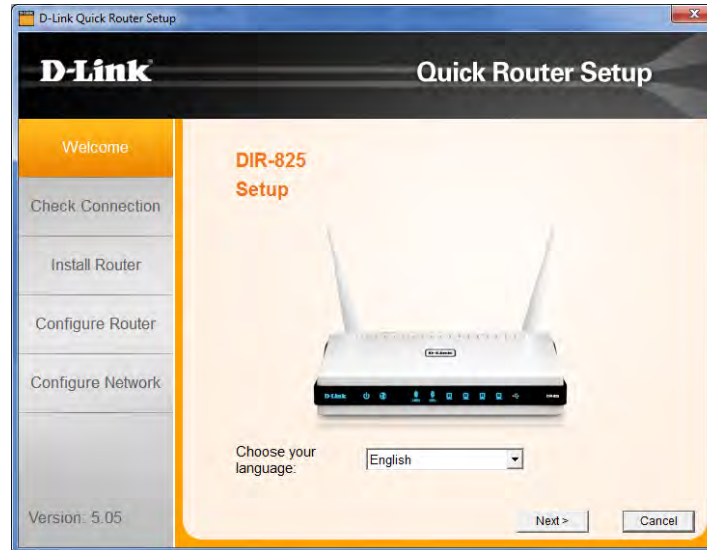 D-Link Quick Router Setup
D-Link
Quick Router Setup
Welcome
Check Connection
Install Router
Configure Router
Configure Network
Version: 5.05
DIR-825
Setup
D-Link
D-Link
Choose your
language:
English
Next >
Cancel